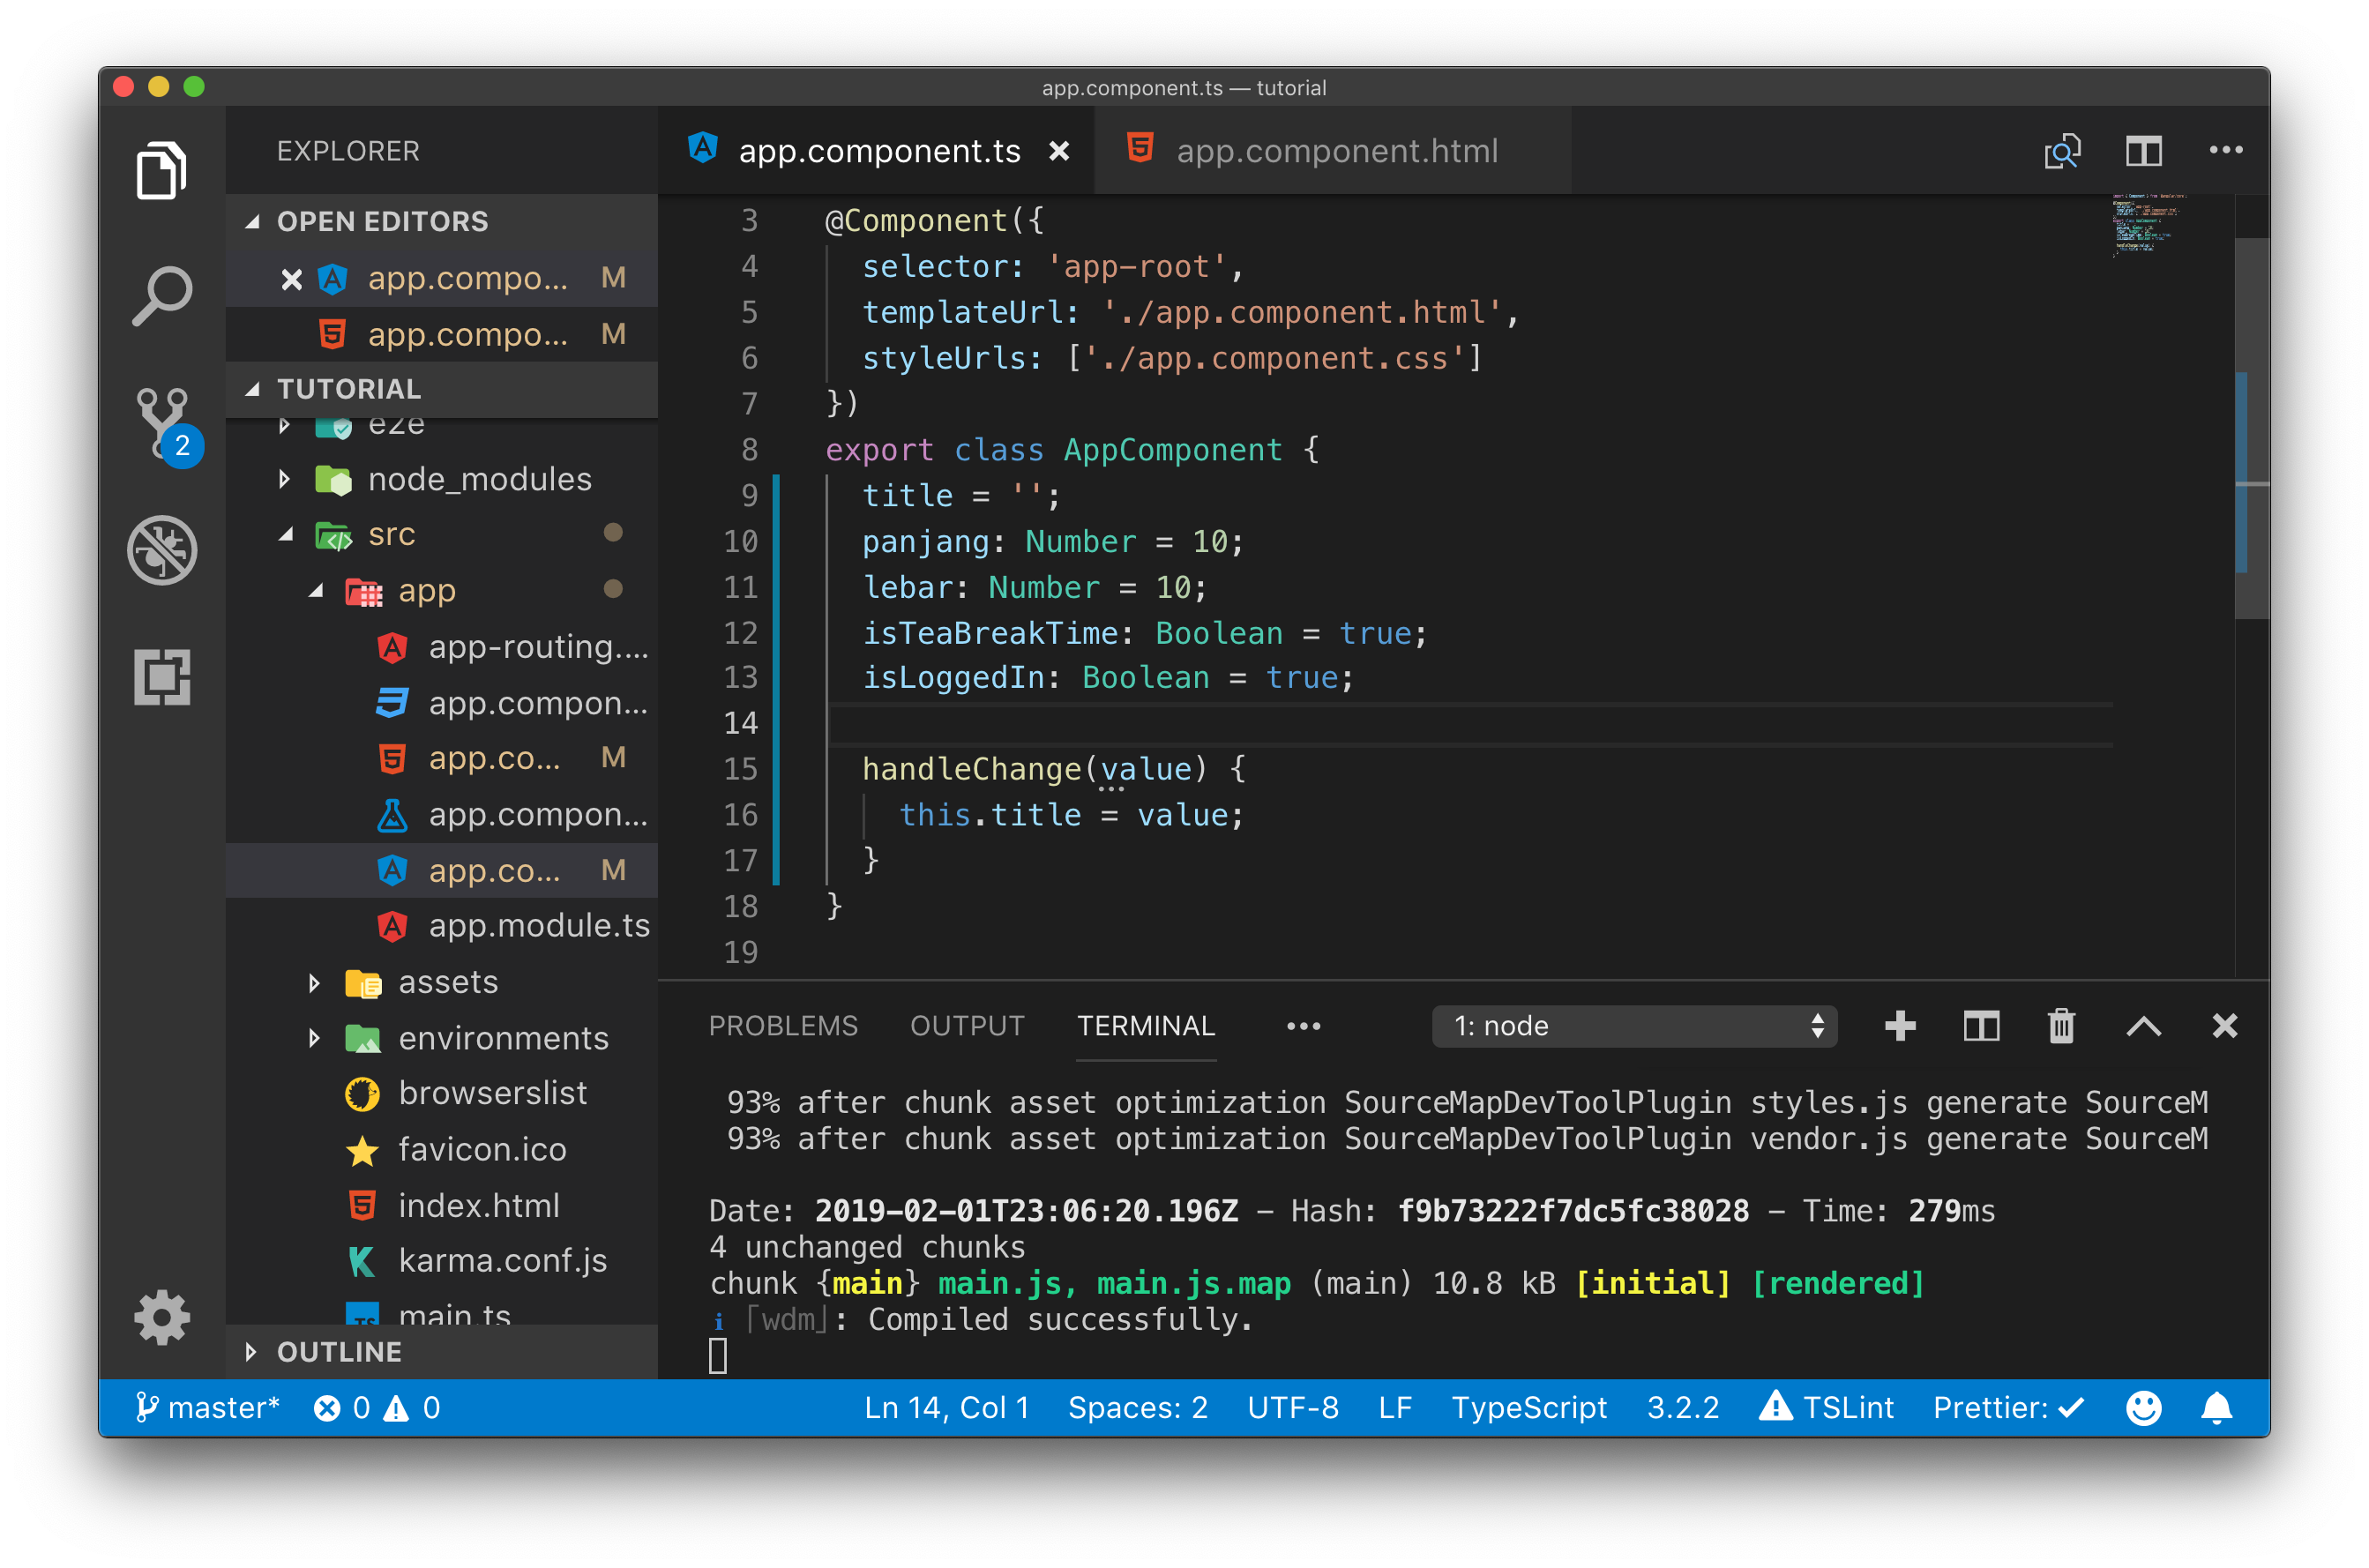 app.component.ts — tutorial
EXPLORER
OPEN EDITORS
app.compo... M
app.compo... M
TUTORIAL
e2e
node_modules
src
app
app-routing....
app.compon...
app.co... M
app.compon...
app.co... M
app.module.ts
assets
environments
browserslist
favicon.ico
index.html
karma.conf.js
main.ts
OUTLINE
2
app.component.ts
app.component.html
3 @Component({
4 selector: 'app-root',
5 templateUrl: './app.component.html',
6 styleUrls: ['./app.component.css']
7 })
8 export class AppComponent {
9 title = '';
10 panjang: Number = 10;
11 lebar: Number = 10;
12 isTeaBreakTime: Boolean = true;
13 isLoggedIn: Boolean = true;
14
15 handleChange(value) {
16 this.title = value;
17 }
18 }
19
PROBLEMS OUTPUT TERMINAL ••• 1: node
93% after chunk asset optimization SourceMapDevToolPlugin styles.js generate SourceM
93% after chunk asset optimization SourceMapDevToolPlugin vendor.js generate SourceM
Date: 2019-02-01T23:06:20.196Z - Hash: f9b73222f7dc5fc38028 - Time: 279ms
4 unchanged chunks
chunk {main} main.js, main.js.map (main) 10.8 kB [initial] [rendered]
ℹ ｢wdm｣: Compiled successfully.
master* 0 0 Ln 14, Col 1 Spaces: 2 UTF-8 LF TypeScript 3.2.2 TSLint Prettier: ✓